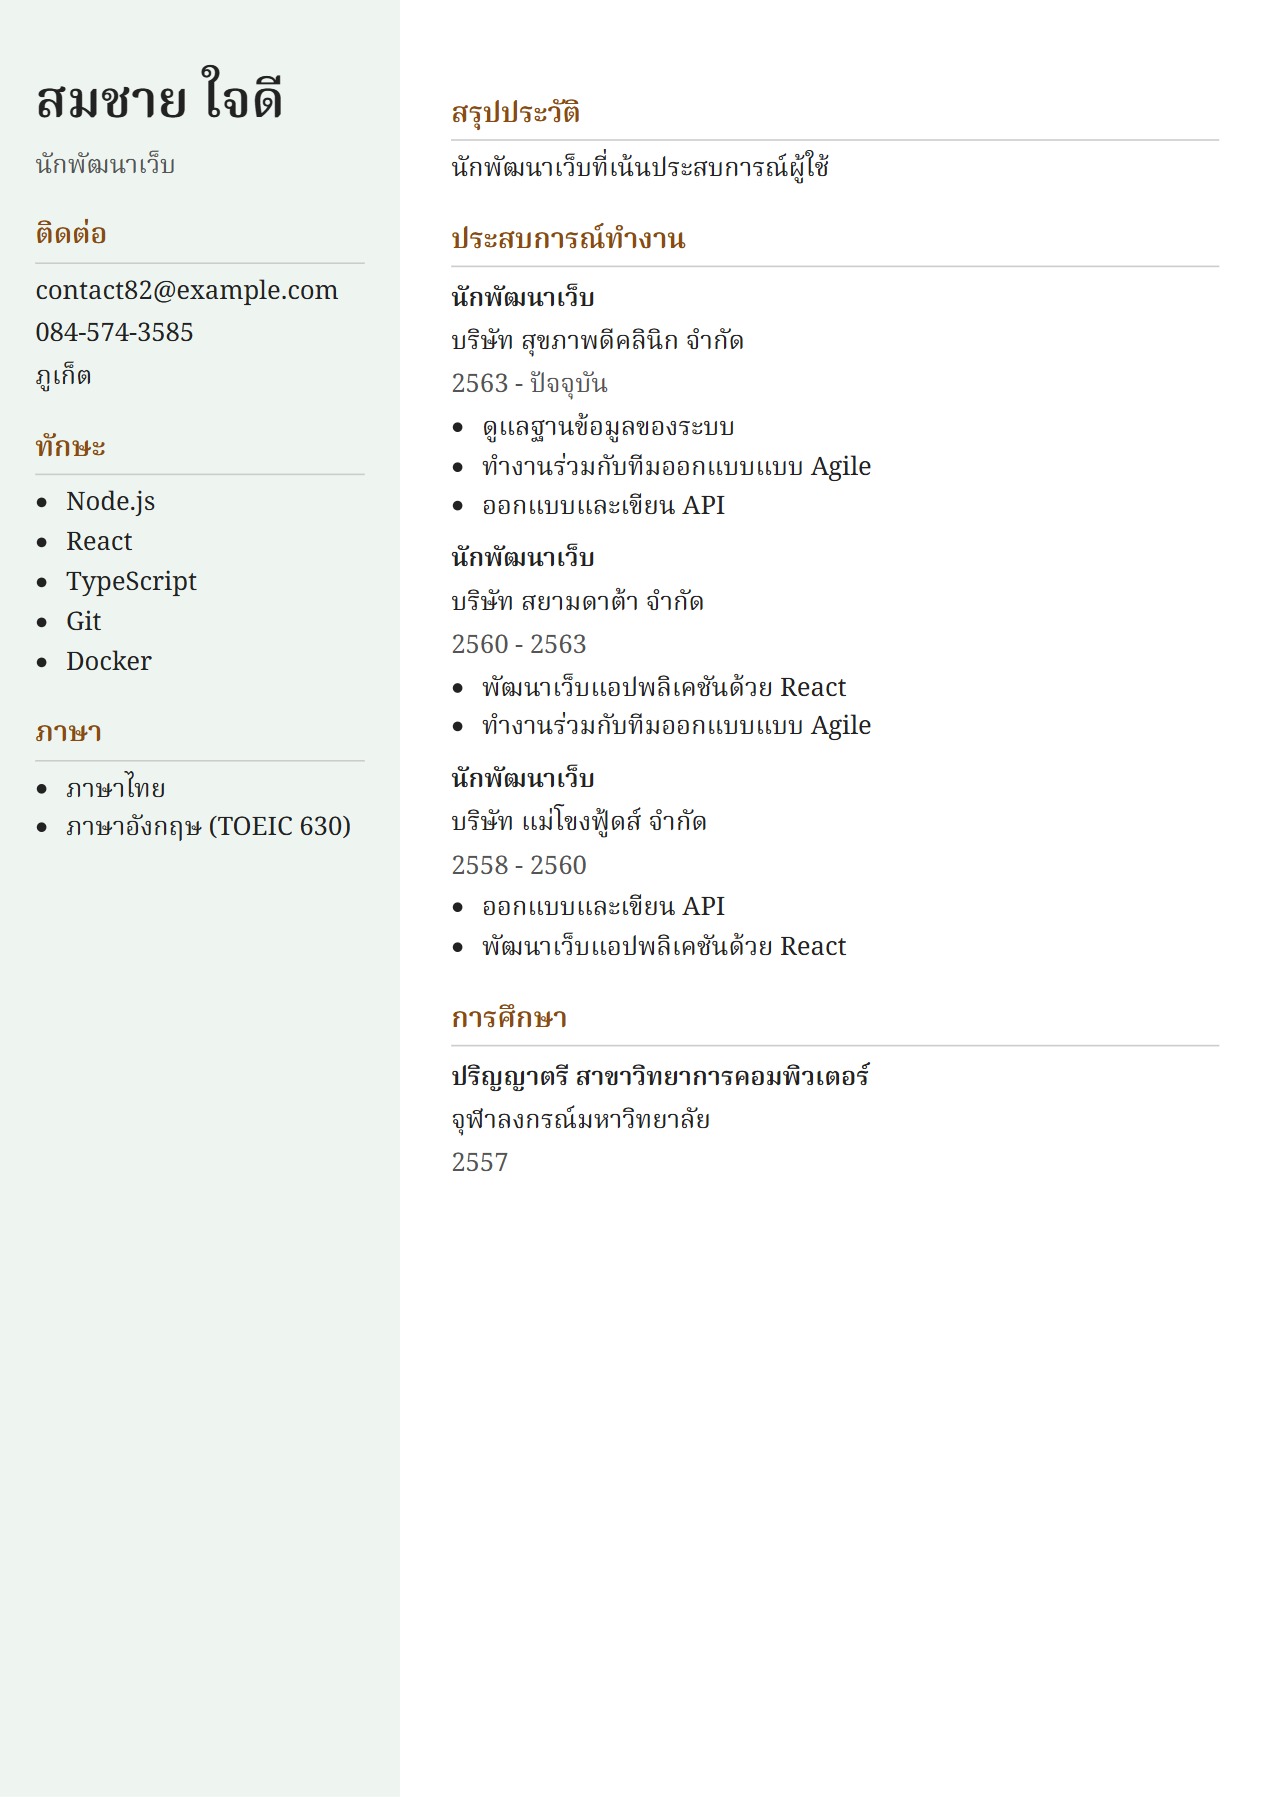 สมชาย ใจดี
นักพัฒนาเว็บ
ติดต่อ
contact82@example.com
084-574-3585
ภูเก็ต
ทักษะ
• Node.js
• React
• TypeScript
• Git
• Docker
ภาษา
• ภาษาไทย
• ภาษาอังกฤษ (TOEIC 630)
สรุปประวัติ
นักพัฒนาเว็บที่เน้นประสบการณ์ผู้ใช้
ประสบการณ์ทำงาน
นักพัฒนาเว็บ
บริษัท สุขภาพดีคลินิก จำกัด
2563 - ปัจจุบัน
• ดูแลฐานข้อมูลของระบบ
• ทำงานร่วมกับทีมออกแบบแบบ Agile
• ออกแบบและเขียน API
นักพัฒนาเว็บ
บริษัท สยามดาต้า จำกัด
2560 - 2563
• พัฒนาเว็บแอปพลิเคชันด้วย React
• ทำงานร่วมกับทีมออกแบบแบบ Agile
นักพัฒนาเว็บ
บริษัท แม่โขงฟู้ดส์ จำกัด
2558 - 2560
• ออกแบบและเขียน API
• พัฒนาเว็บแอปพลิเคชันด้วย React
การศึกษา
ปริญญาตรี สาขาวิทยาการคอมพิวเตอร์
จุฬาลงกรณ์มหาวิทยาลัย
2557